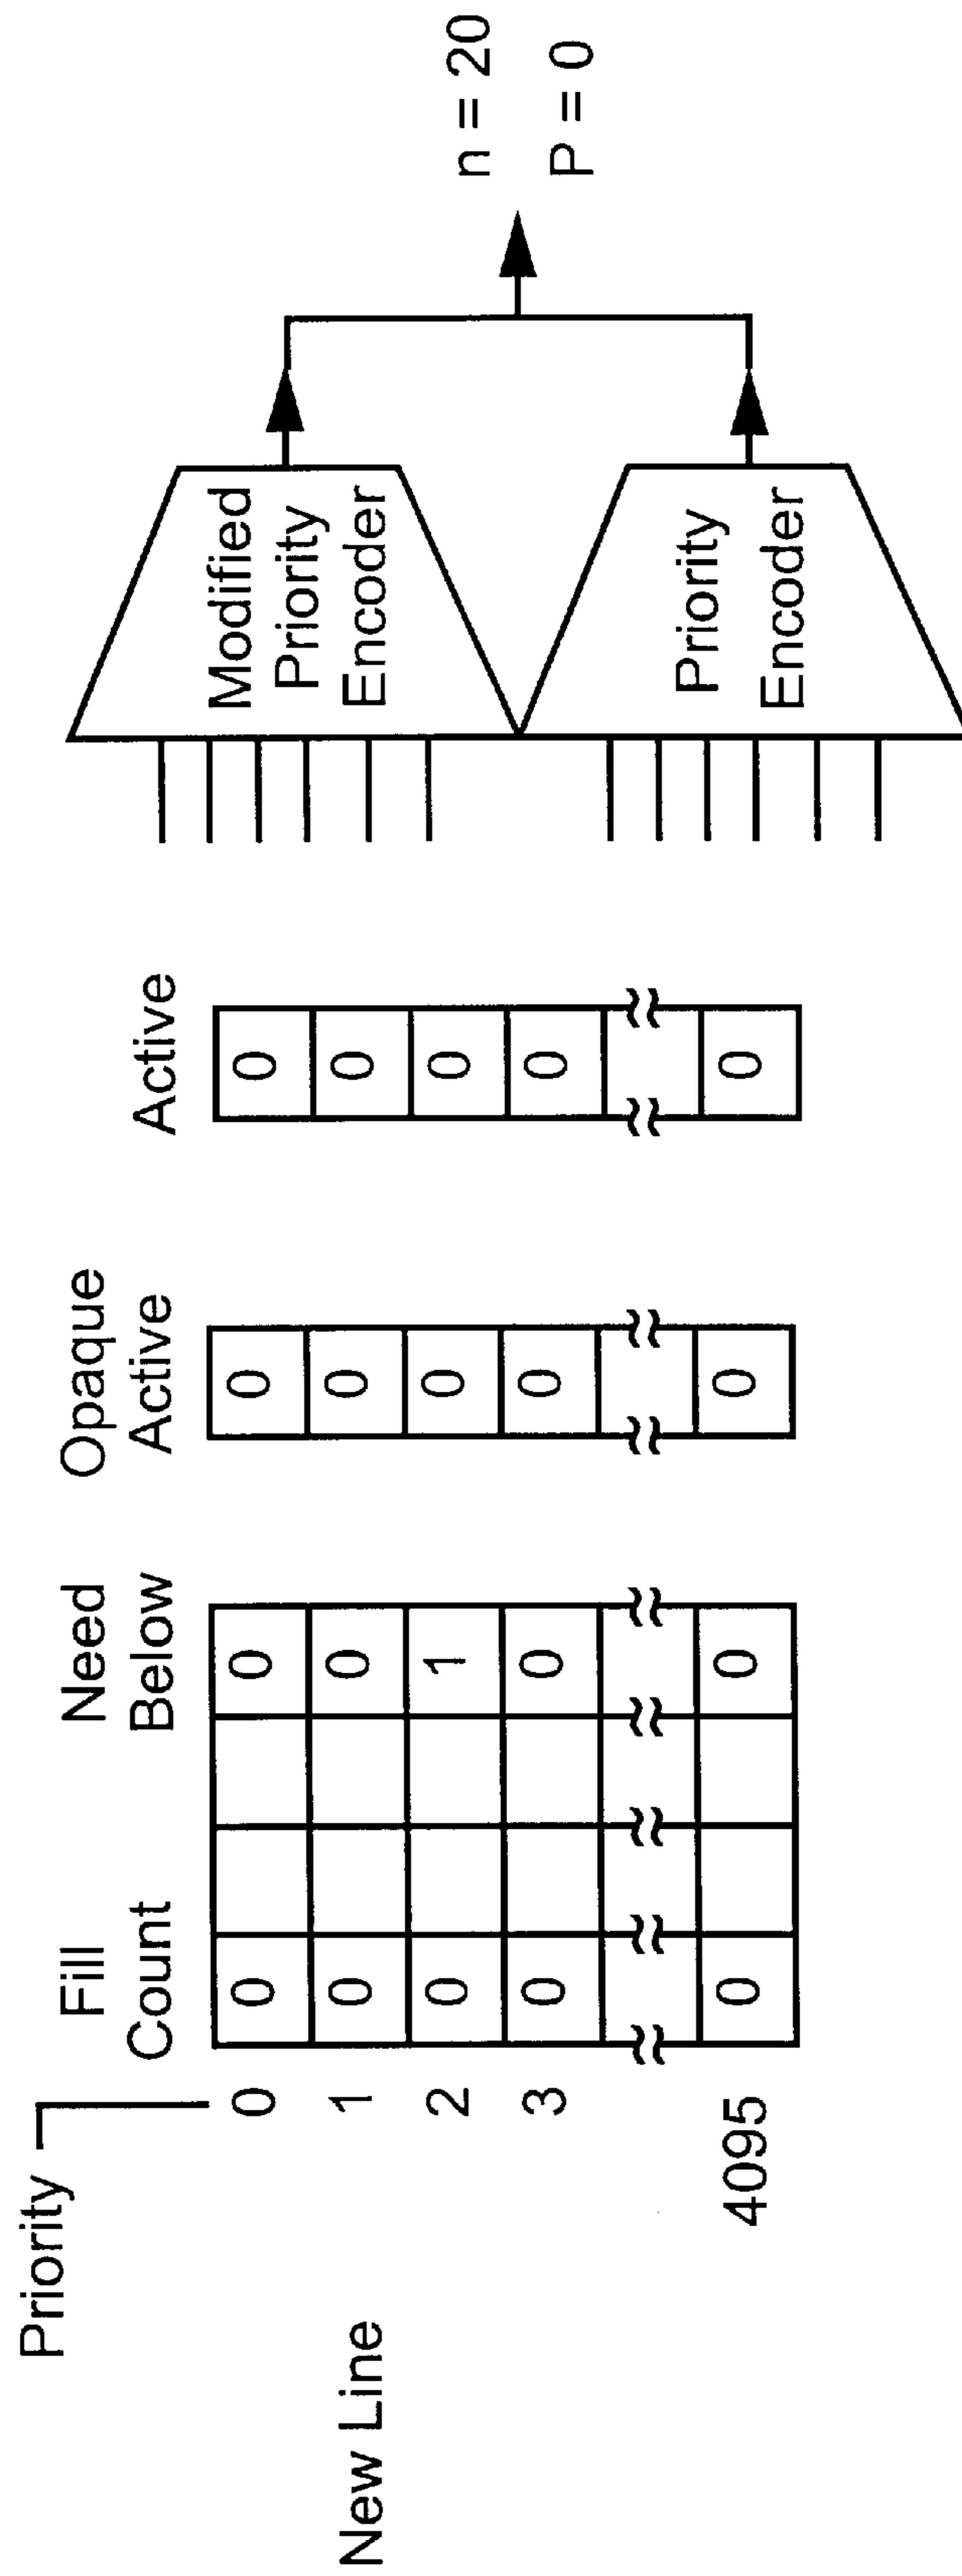 New Line
Priority
Fill
Count
Need
Below
Opaque
Active
Active
0 0 0 0 0
1 0 0 0 0
2 0 1 0 0
3 0 0 0 0
4095 0 0 0 0
Modified
Priority
Encoder
Priority
Encoder
n = 20
P = 0